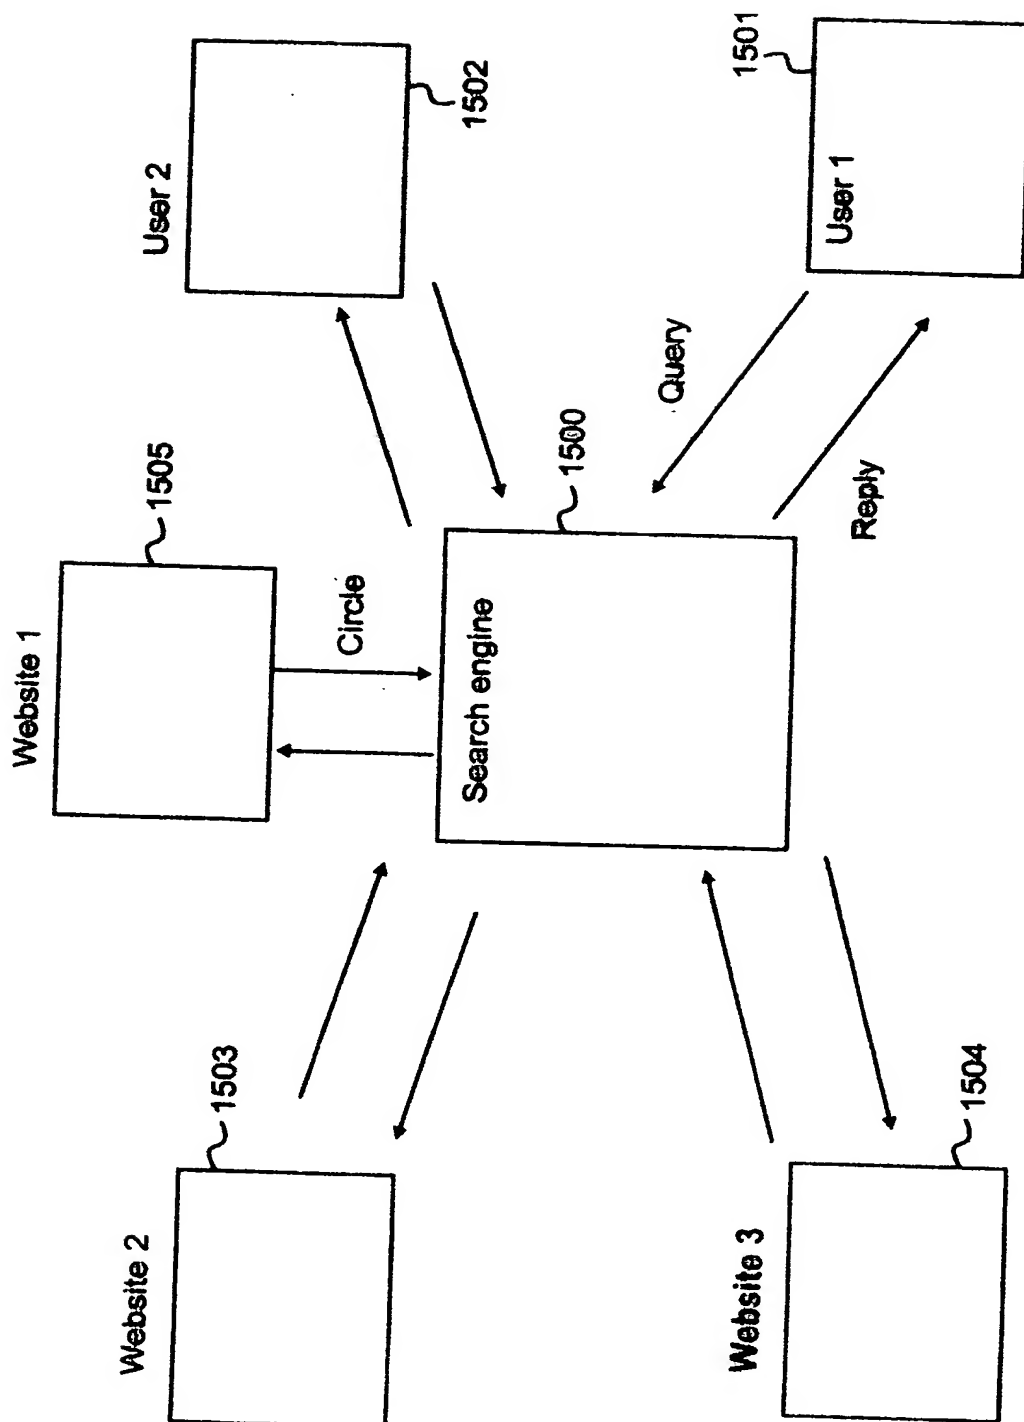 Website 1
1505
Website 2
1503
User 2
1502
Circle
Search engine
1500
Query
Reply
Website 3
1504
User 1
1501